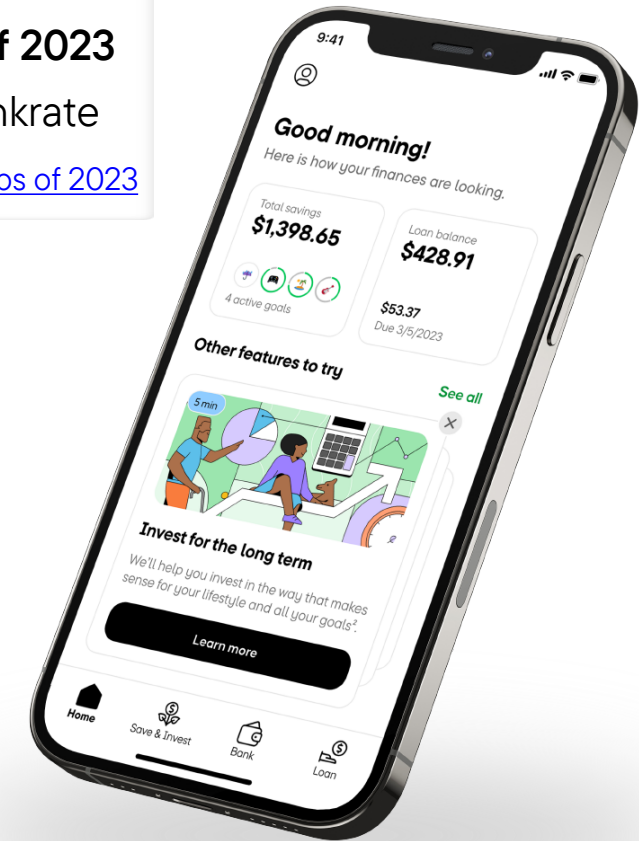 f 2023
nkrate
os of 2023
9:41
Good morning!
Here is how your finances are looking.
Total savings
$1,398.65
4 active goals
Loan balance
$428.91
$53.37
Due 3/5/2023
Other features to try
See all
5 min
Invest for the long term
We'll help you invest in the way that makes
sense for your lifestyle and all your goals².
Learn more
Home
Save & Invest
Bank
Loan